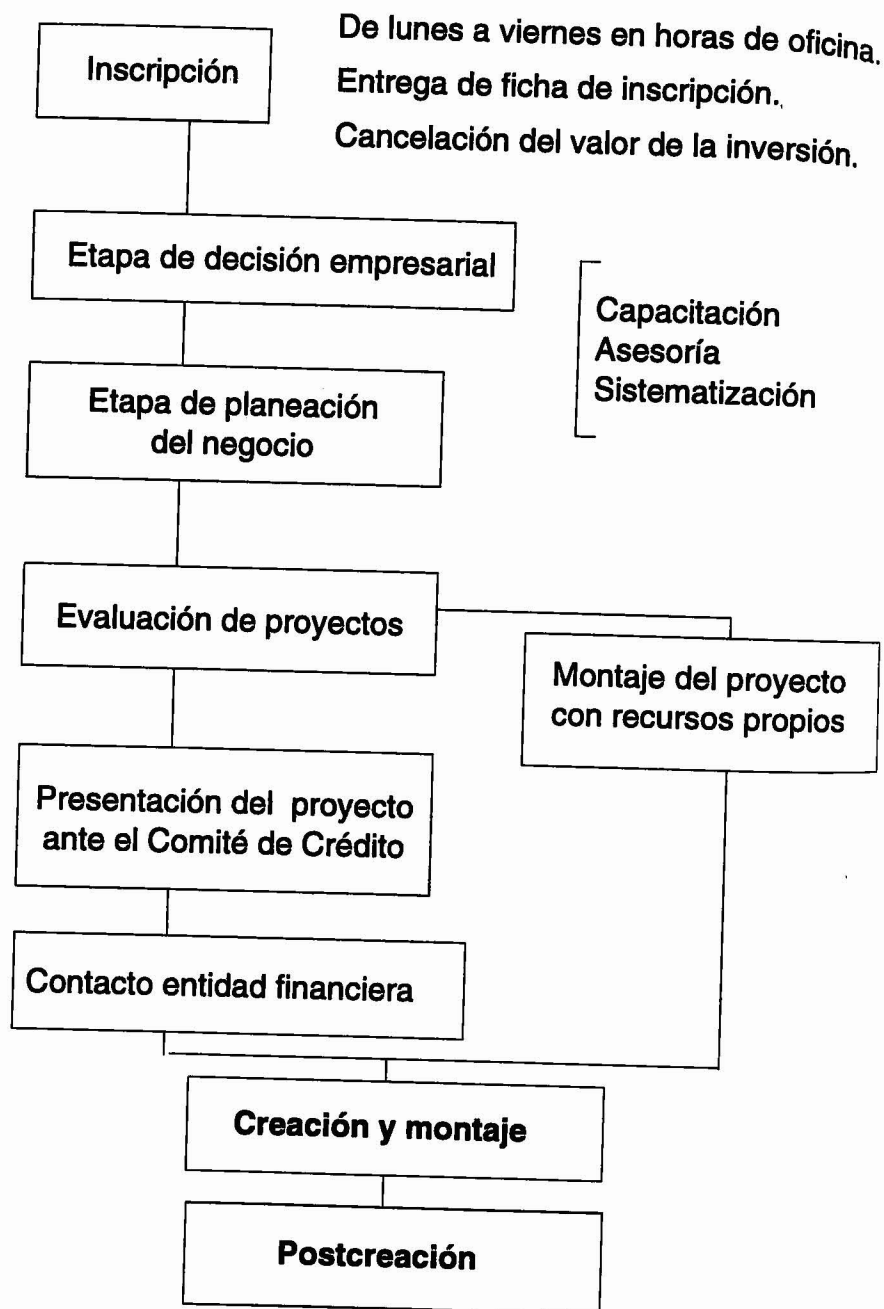 Inscripción
De lunes a viernes en horas de oficina.
Entrega de ficha de inscripción.
Cancelación del valor de la inversión.
Etapa de decisión empresarial
Capacitación
Asesoría
Sistematización
Etapa de planeación
del negocio
Evaluación de proyectos
Montaje del proyecto
con recursos propios
Presentación del proyecto
ante el Comité de Crédito
Contacto entidad financiera
Creación y montaje
Postcreación